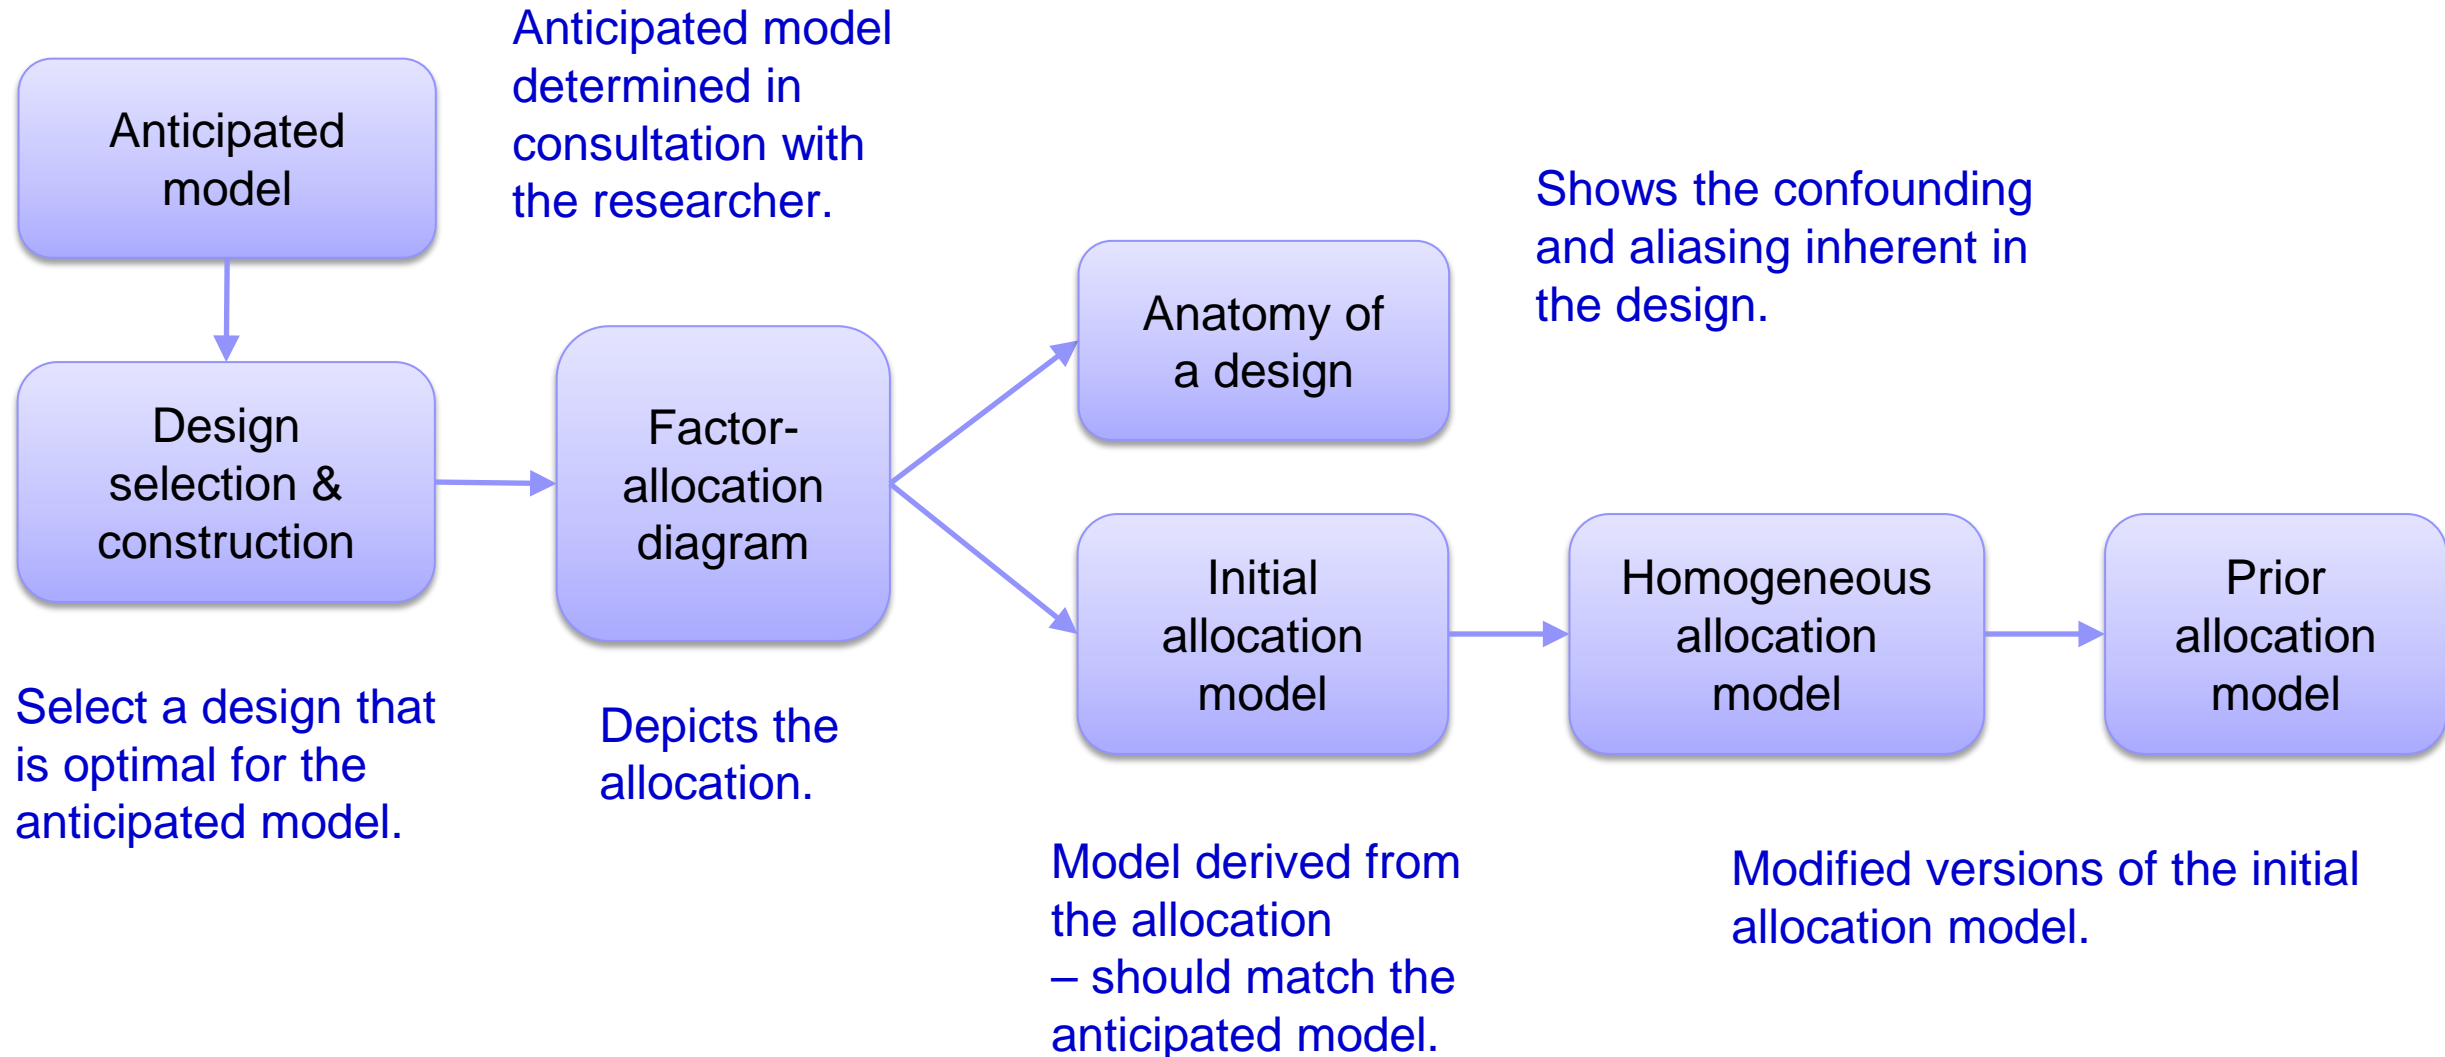 Anticipated
model
Anticipated model
determined in
consultation with
the researcher.
Design
selection &
construction
Select a design that
is optimal for the
anticipated model.
Factor-
allocation
diagram
Depicts the
allocation.
Anatomy of
a design
Shows the confounding
and aliasing inherent in
the design.
Initial
allocation
model
Model derived from
the allocation
– should match the
anticipated model.
Homogeneous
allocation
model
Prior
allocation
model
Modified versions of the initial
allocation model.